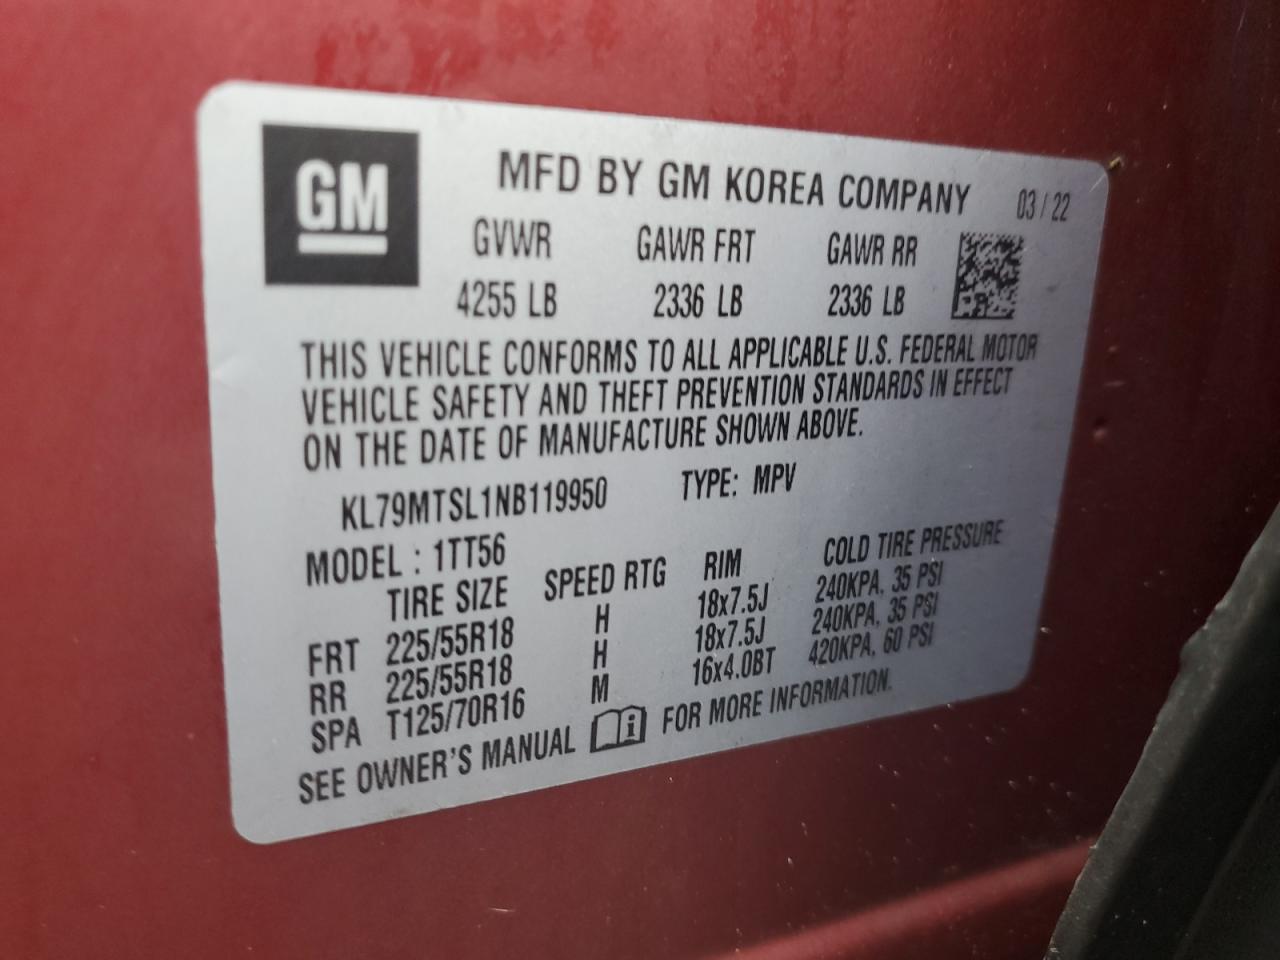 GM
MFD BY GM KOREA COMPANY 03 / 22
GVWR GAWR FRT GAWR RR
4255 LB 2336 LB 2336 LB
THIS VEHICLE CONFORMS TO ALL APPLICABLE U.S. FEDERAL MOTOR
VEHICLE SAFETY AND THEFT PREVENTION STANDARDS IN EFFECT
ON THE DATE OF MANUFACTURE SHOWN ABOVE.
KL79MTSL1NB119950 TYPE: MPV
MODEL : 1TT56
TIRE SIZE SPEED RTG RIM COLD TIRE PRESSURE
FRT 225/55R18 H 18x7.5J 240KPA, 35 PSI
RR 225/55R18 H 18x7.5J 240KPA, 35 PSI
SPA T125/70R16 M 16x4.0BT 420KPA, 60 PSI
SEE OWNER'S MANUAL i FOR MORE INFORMATION.